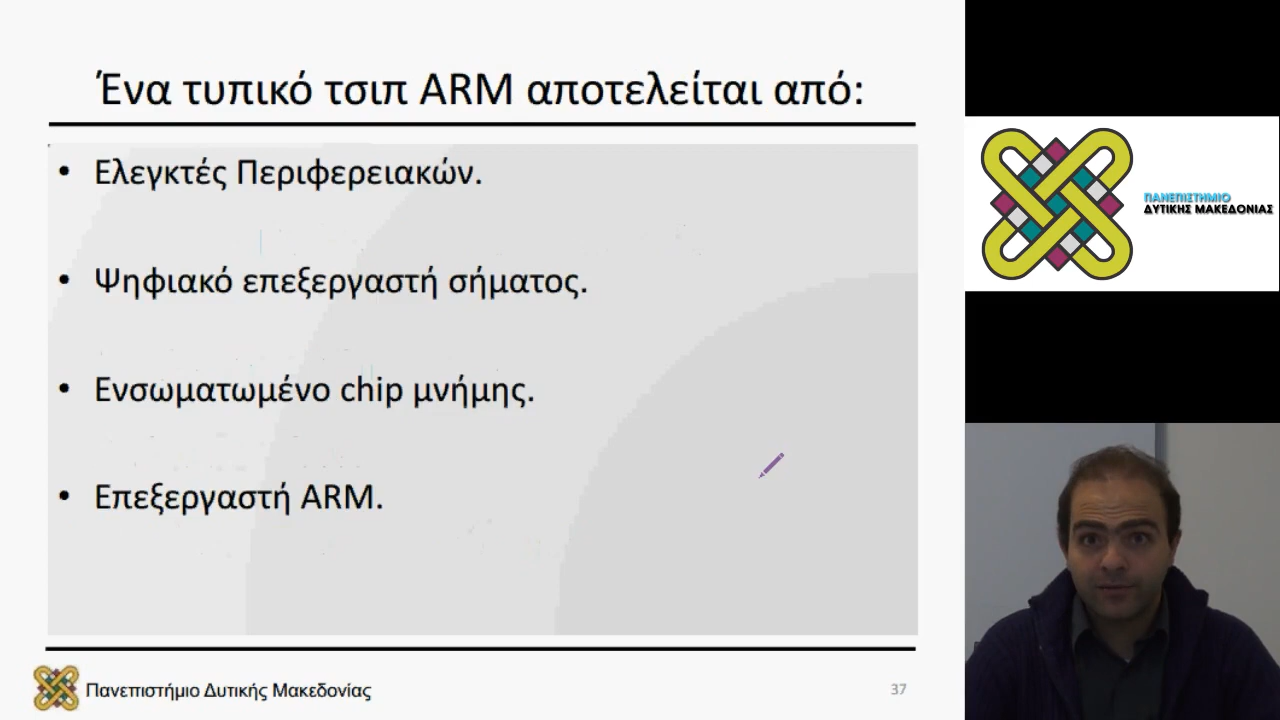 Ένα τυπικό τσιπ ARM αποτελείται από:
• Ελεγκτές Περιφερειακών.
• Ψηφιακό επεξεργαστή σήματος.
• Ενσωματωμένο chip μνήμης.
• Επεξεργαστή ARM.
Πανεπιστήμιο Δυτικής Μακεδονίας
37
ΠΑΝΕΠΙΣΤΗΜΙΟ
ΔΥΤΙΚΗΣ ΜΑΚΕΔΟΝΙΑΣ